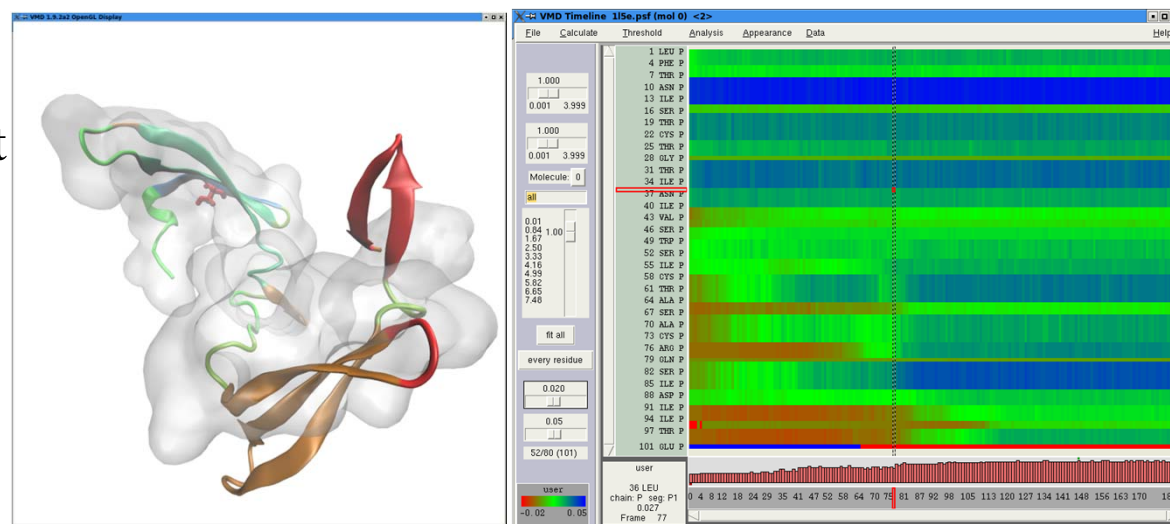 t
VMD 1.9.2a2 OpenGL Display
VMD Timeline 1l5e.psf (mol 0) <2>
File Calculate Threshold Analysis Appearance Data Help
1.000
0.001 3.999
1.000
0.001 3.999
Molecule: 0
all
0.01
0.84
1.67
2.50
3.33
4.16
4.99
5.82
6.65
7.48
1.00
fit all
every residue
0.020
0.05
52/80 (101)
user
-0.02 0.05
1 LEU P
4 PHE P
7 THR P
10 ASN P
13 ILE P
16 SER P
19 THR P
22 CYS P
25 THR P
28 GLY P
31 THR P
34 ILE P
37 ASN P
40 ILE P
43 VAL P
46 SER P
49 TRP P
52 SER P
55 ILE P
58 CYS P
61 THR P
64 ALA P
67 SER P
70 ALA P
73 CYS P
76 ARG P
79 GLN P
82 SER P
85 ILE P
88 ASP P
91 ILE P
94 ILE P
97 THR P
101 GLU P
user
36 LEU
chain: P seg: P1
0.027
Frame 77
0 4 8 12 18 24 29 35 41 47 52 58 64 70 75 81 87 92 98 105 113 120 127 134 141 148 156 163 170 18